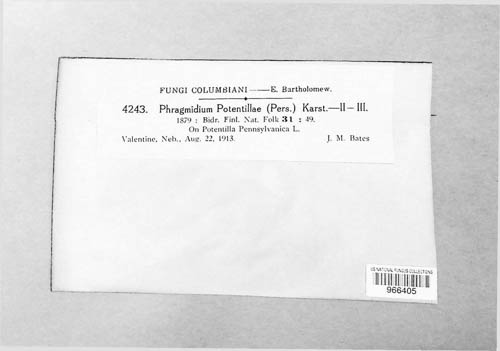 FUNGI COLUMBIANI — E. Bartholomew.
4243. Phragmidium Potentillae (Pers.) Karst.—II–III.
1879 : Bidr. Finl. Nat. Folk 31 : 49.
On Potentilla Pennsylvanica L.
Valentine, Neb., Aug. 22, 1913. J. M. Bates
US NATIONAL FUNGUS COLLECTIONS
966405